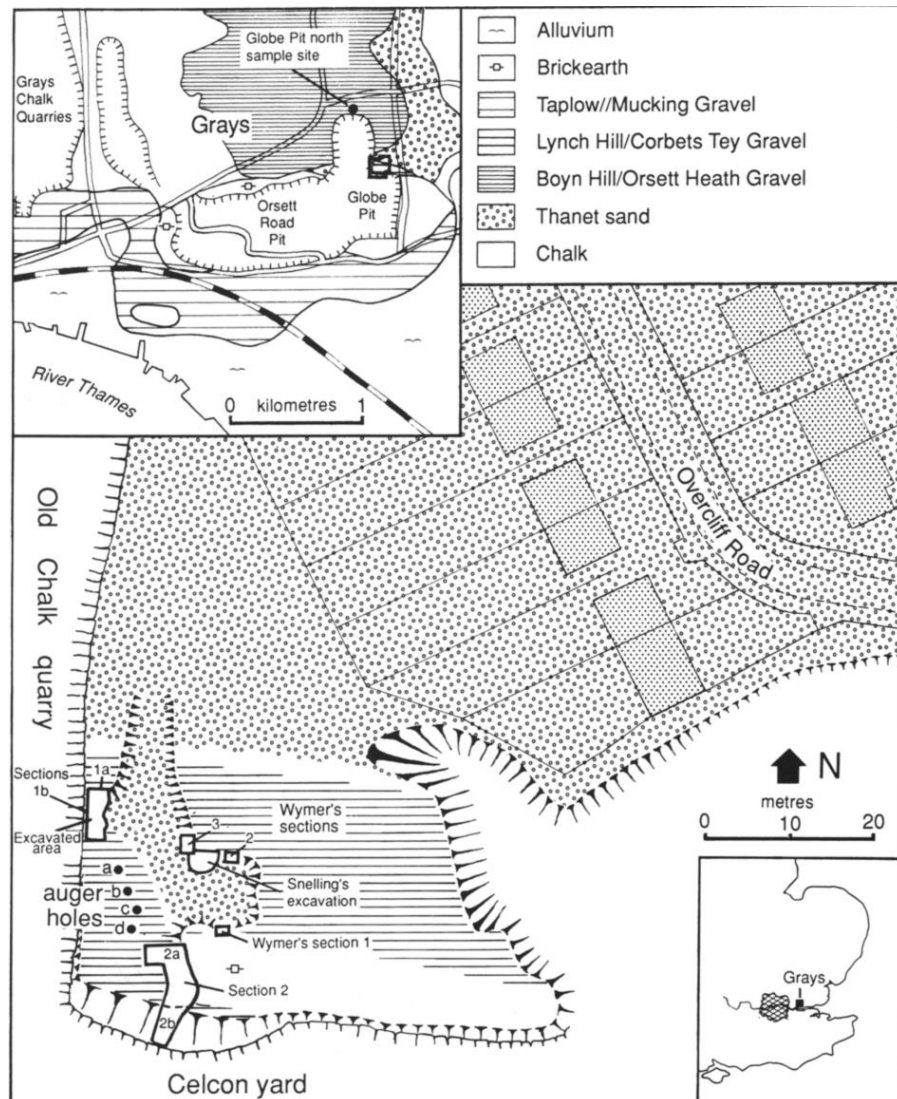 Globe Pit north
sample site
Grays
Chalk
Quarries
Grays
Orsett
Road
Pit
Globe
Pit
River Thames
0 kilometres 1
Alluvium
Brickearth
Taplow//Mucking Gravel
Lynch Hill/Corbets Tey Gravel
Boyn Hill/Orsett Heath Gravel
Thanet sand
Chalk
Overcliff Road
Old Chalk quarry
Sections
1a
1b
Excavated
area
a
b
c
d
auger
holes
Wymer's
sections
3
2
Snelling's
excavation
Wymer's section 1
2a
Section 2
2b
Celcon yard
N
metres
0 10 20
Grays